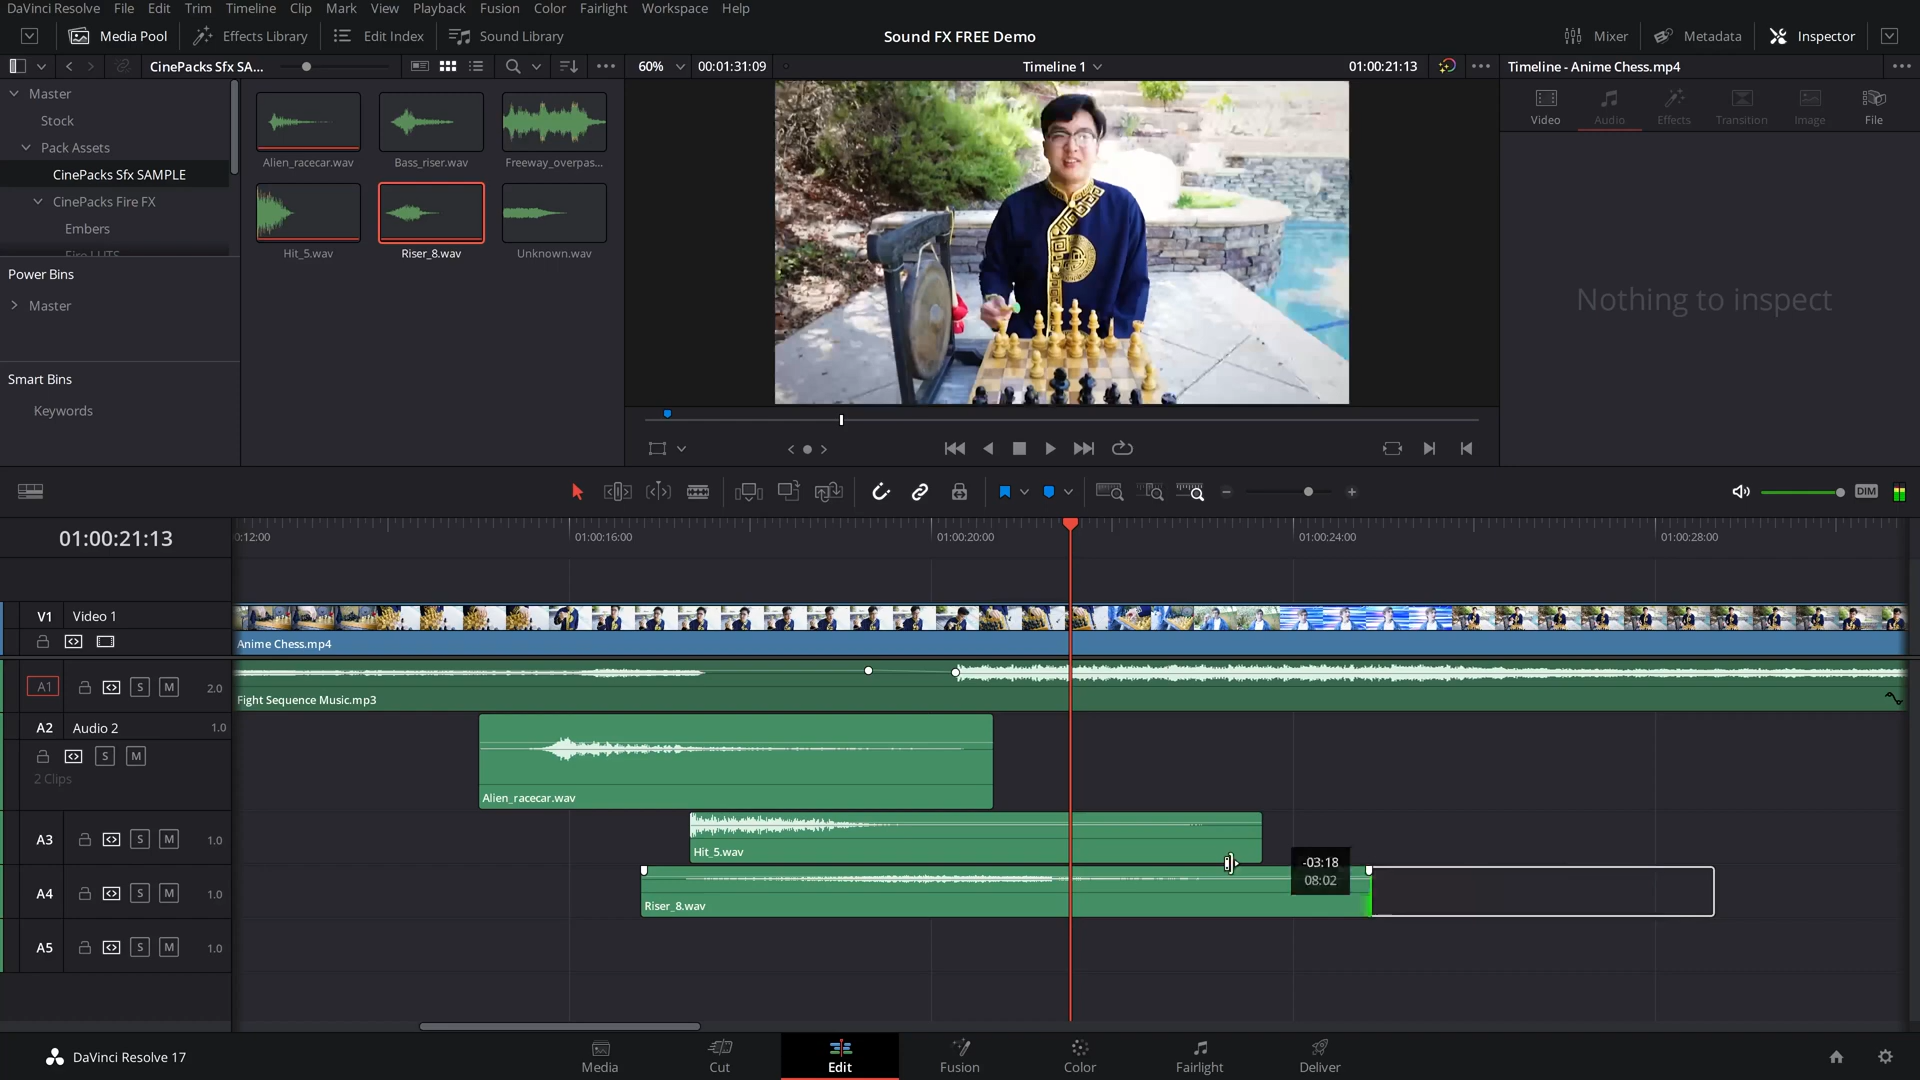 DaVinci Resolve File Edit Trim Timeline Clip Mark View Playback Fusion Color Fairlight Workspace Help
Media Pool Effects Library Edit Index Sound Library Sound FX FREE Demo Mixer Metadata Inspector
CinePacks Sfx SA... 60% 00:01:31:09 Timeline 1 01:00:21:13 Timeline - Anime Chess.mp4
Master
Stock
Pack Assets
CinePacks Sfx SAMPLE
CinePacks Fire FX
Embers
Fire LUTS
Power Bins
Master
Smart Bins
Keywords
Alien_racecar.wav Bass_riser.wav Freeway_overpas...
Hit_5.wav Riser_8.wav Unknown.wav
Video Audio Effects Transition Image File
Nothing to inspect
DIM
01:00:21:13
0:12:00 01:00:16:00 01:00:20:00 01:00:24:00 01:00:28:00
V1 Video 1
Anime Chess.mp4
A1 S M 2.0
Fight Sequence Music.mp3
A2 Audio 2 1.0
S M
2 Clips
Alien_racecar.wav
A3 S M 1.0
Hit_5.wav
-03:18
08:02
A4 S M 1.0
Riser_8.wav
A5 S M 1.0
DaVinci Resolve 17
Media Cut Edit Fusion Color Fairlight Deliver